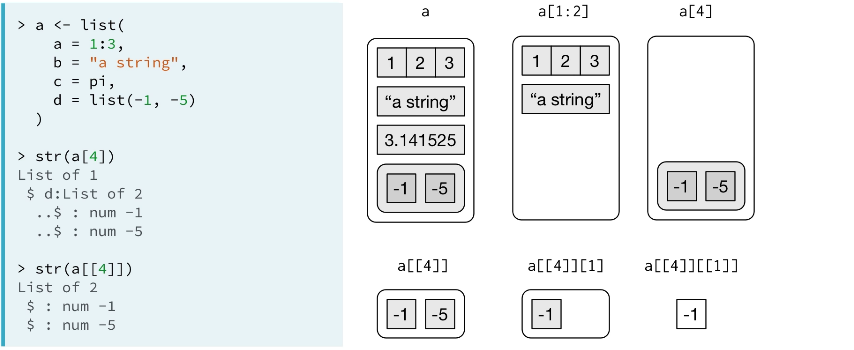 > a <- list(
a = 1:3,
b = "a string",
c = pi,
d = list(-1, -5)
)
> str(a[4])
List of 1
$ d:List of 2
..$ : num -1
..$ : num -5
> str(a[[4]])
List of 2
$ : num -1
$ : num -5
a
1 2 3
“a string”
3.141525
-1 -5
a[1:2]
1 2 3
“a string”
a[4]
-1 -5
a[[4]]
-1 -5
a[[4]][1]
-1
a[[4]][[1]]
-1